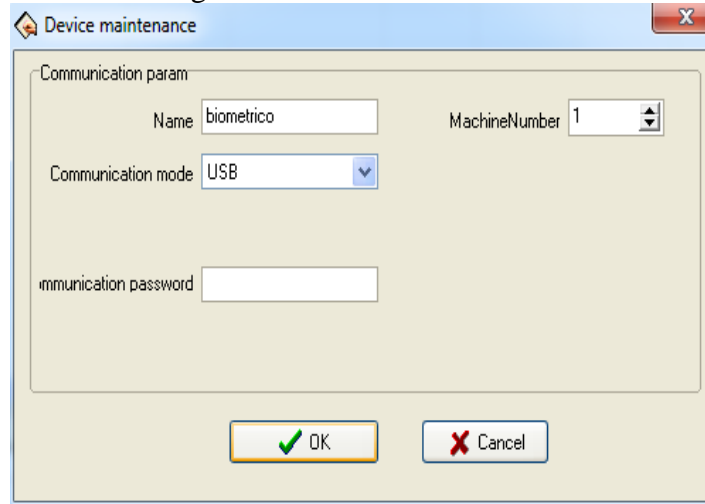 Device maintenance
Communication param
Name biometrico MachineNumber 1
Communication mode USB
mmunication password
OK Cancel